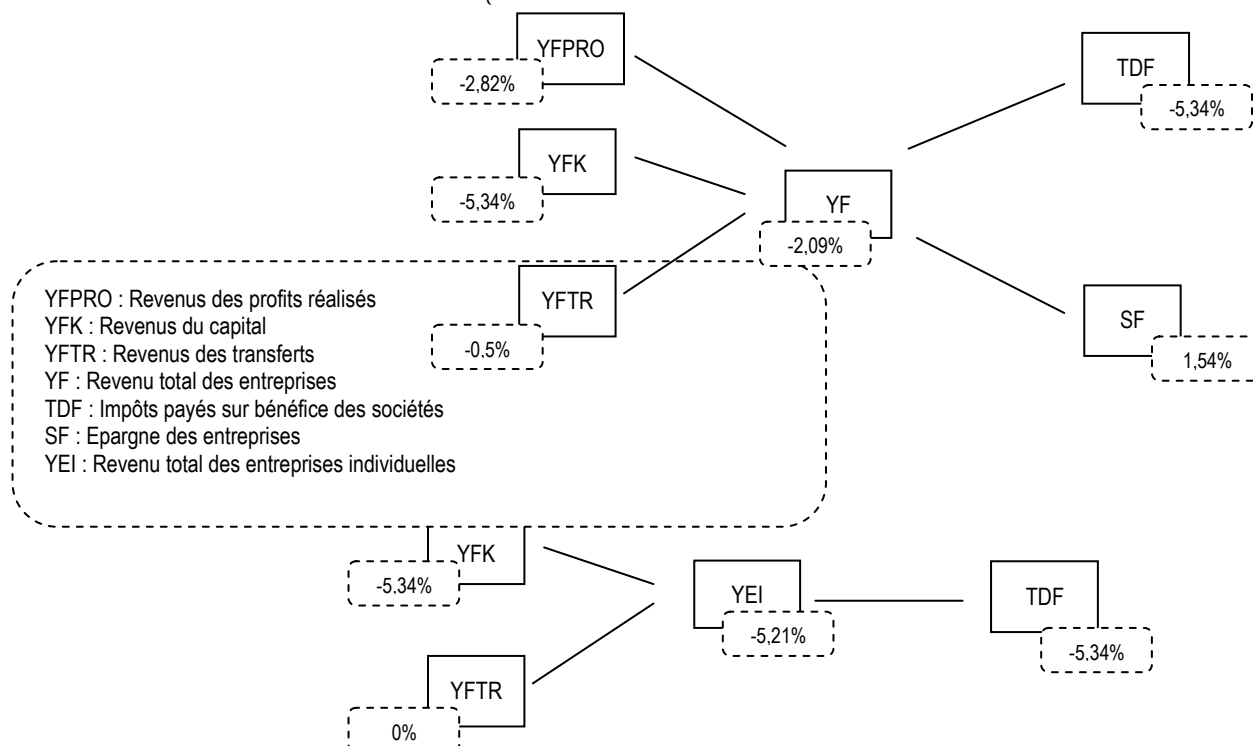 (
YFPRO
-2,82%
TDF
-5,34%
YFK
-5,34%
YF
-2,09%
YFTR
-0.5%
SF
1,54%
YFPRO : Revenus des profits réalisés
YFK : Revenus du capital
YFTR : Revenus des transferts
YF : Revenu total des entreprises
TDF : Impôts payés sur bénéfice des sociétés
SF : Epargne des entreprises
YEI : Revenu total des entreprises individuelles
YFK
-5,34%
YEI
-5,21%
TDF
-5,34%
YFTR
0%